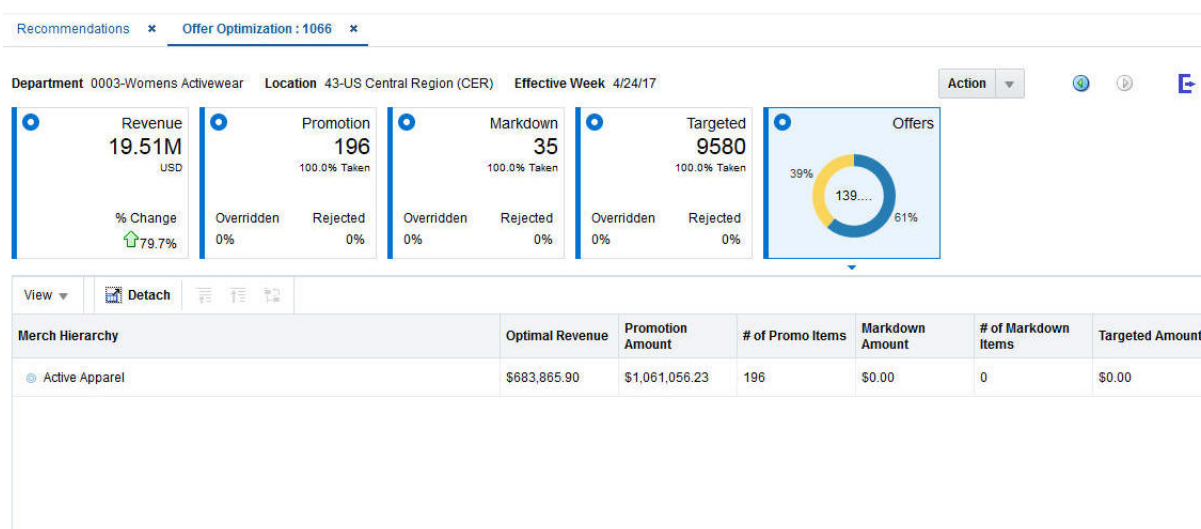 Recommendations × Offer Optimization : 1066 ×
Department 0003-Womens Activewear Location 43-US Central Region (CER) Effective Week 4/24/17 Action
Revenue Promotion Markdown Targeted Offers
19.51M 196 35 9580
USD 100.0% Taken 100.0% Taken 100.0% Taken 39%
139....
% Change Overridden Rejected Overridden Rejected Overridden Rejected 61%
79.7% 0% 0% 0% 0% 0% 0%
View Detach
Merch Hierarchy Optimal Revenue Promotion Amount # of Promo Items Markdown Amount # of Markdown Items Targeted Amount
Active Apparel $683,865.90 $1,061,056.23 196 $0.00 0 $0.00